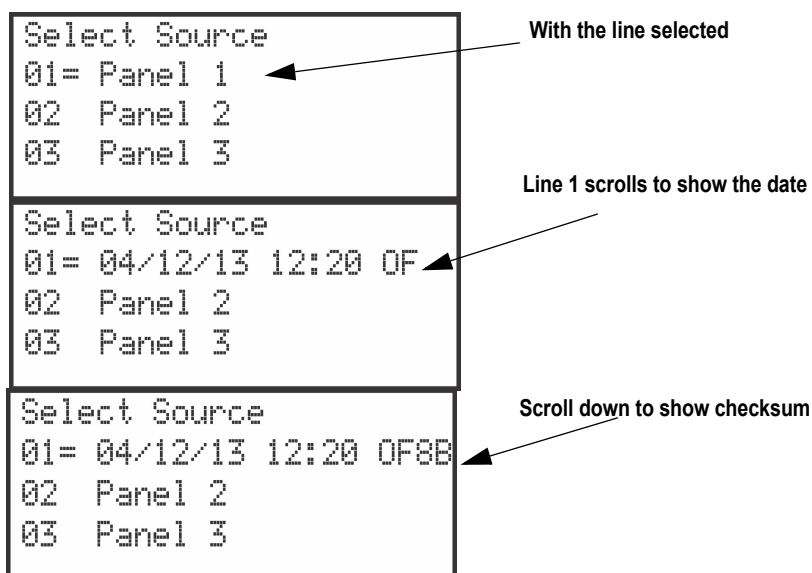 Select Source
01= Panel 1
02 Panel 2
03 Panel 3
With the line selected
Select Source
01= 04/12/13 12:20 OF
02 Panel 2
03 Panel 3
Line 1 scrolls to show the date
Select Source
01= 04/12/13 12:20 OF8B
02 Panel 2
03 Panel 3
Scroll down to show checksum